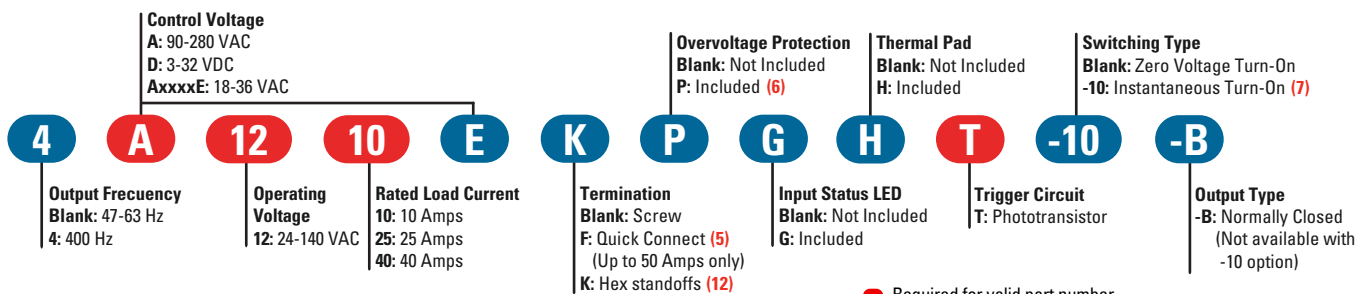 Control Voltage
A: 90-280 VAC
D: 3-32 VDC
AxxxxE: 18-36 VAC
Overvoltage Protection
Blank: Not Included
P: Included (6)
Thermal Pad
Blank: Not Included
H: Included
Switching Type
Blank: Zero Voltage Turn-On
-10: Instantaneous Turn-On (7)
4 A 12 10 E K P G H T -10 -B
Output Frecuency
Blank: 47-63 Hz
4: 400 Hz
Operating
Voltage
12: 24-140 VAC
Rated Load Current
10: 10 Amps
25: 25 Amps
40: 40 Amps
Termination
Blank: Screw
F: Quick Connect (5)
(Up to 50 Amps only)
K: Hex standoffs (12)
Input Status LED
Blank: Not Included
G: Included
Trigger Circuit
T: Phototransistor
Output Type
-B: Normally Closed
(Not available with
-10 option)
Required for valid part number